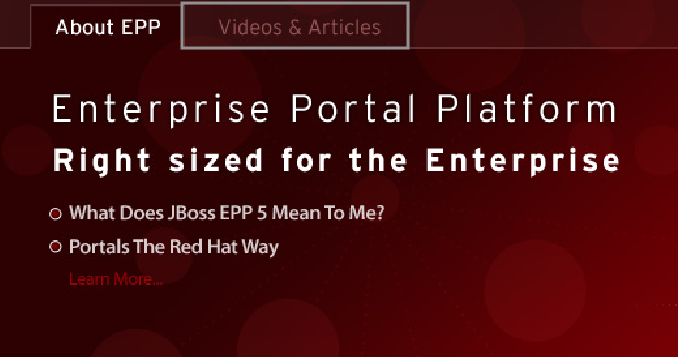 About EPP
Videos & Articles
Enterprise Portal Platform
Right sized for the Enterprise
What Does JBoss EPP 5 Mean To Me?
Portals The Red Hat Way
Learn More...